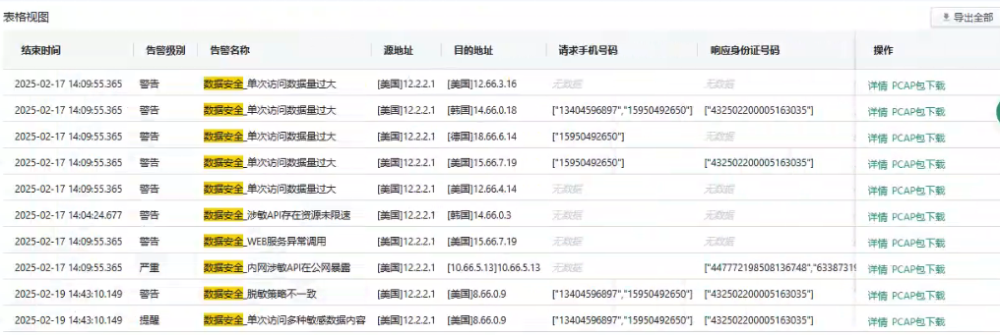 表格视图 导出全部
结束时间 告警级别 告警名称 源地址 目的地址 请求手机号码 响应身份证号码 操作
2025-02-17 14:09:55.365 警告 数据安全_单次访问数据量过大 [美国]12.2.2.1 [美国]12.66.3.16 无数据 无数据 详情 PCAP包下载
2025-02-17 14:09:55.365 警告 数据安全_单次访问数据量过大 [美国]12.2.2.1 [韩国]14.66.0.18 ["13404596897","15950492650"] ["432502200005163035"] 详情 PCAP包下载
2025-02-17 14:09:55.365 警告 数据安全_单次访问数据量过大 [美国]12.2.2.1 [德国]18.66.6.14 ["15950492650"] 无数据 详情 PCAP包下载
2025-02-17 14:09:55.365 警告 数据安全_单次访问数据量过大 [美国]12.2.2.1 [美国]15.66.7.19 ["15950492650"] ["432502200005163035"] 详情 PCAP包下载
2025-02-17 14:09:55.365 警告 数据安全_单次访问数据量过大 [美国]12.2.2.1 [美国]12.66.4.14 无数据 无数据 详情 PCAP包下载
2025-02-17 14:04:24.677 警告 数据安全_涉敏API存在资源未限速 [美国]12.2.2.1 [韩国]14.66.0.3 无数据 无数据 详情 PCAP包下载
2025-02-17 14:09:55.365 警告 数据安全_WEB服务异常调用 [美国]12.2.2.1 [美国]15.66.7.19 无数据 无数据 详情 PCAP包下载
2025-02-17 14:09:55.365 严重 数据安全_内网涉敏API在公网暴露 [美国]12.2.2.1 [10.66.5.13]10.66.5.13 无数据 ["447772198508136748","63387319 详情 PCAP包下载
2025-02-19 14:43:10.149 警告 数据安全_脱敏策略不一致 [美国]12.2.2.1 [美国]8.66.0.9 ["13404596897","15950492650"] ["432502200005163035"] 详情 PCAP包下载
2025-02-19 14:43:10.149 提醒 数据安全_单次访问多种敏感数据内容 [美国]12.2.2.1 [美国]8.66.0.9 ["13404596897","15950492650"] ["432502200005163035"] 详情 PCAP包下载